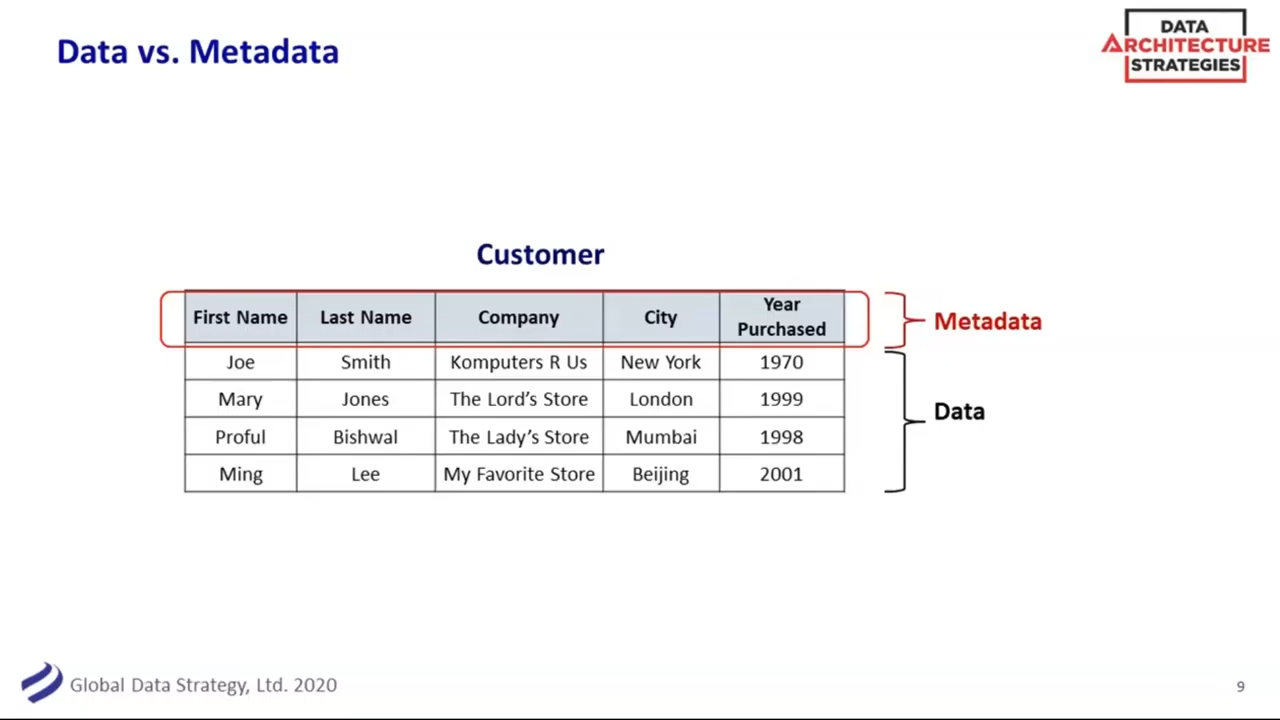 Data vs. Metadata
DATA
ARCHITECTURE
STRATEGIES
Customer
First Name Last Name Company City Year Purchased
Joe Smith Komputers R Us New York 1970
Mary Jones The Lord's Store London 1999
Proful Bishwal The Lady's Store Mumbai 1998
Ming Lee My Favorite Store Beijing 2001
Metadata
Data
Global Data Strategy, Ltd. 2020
9